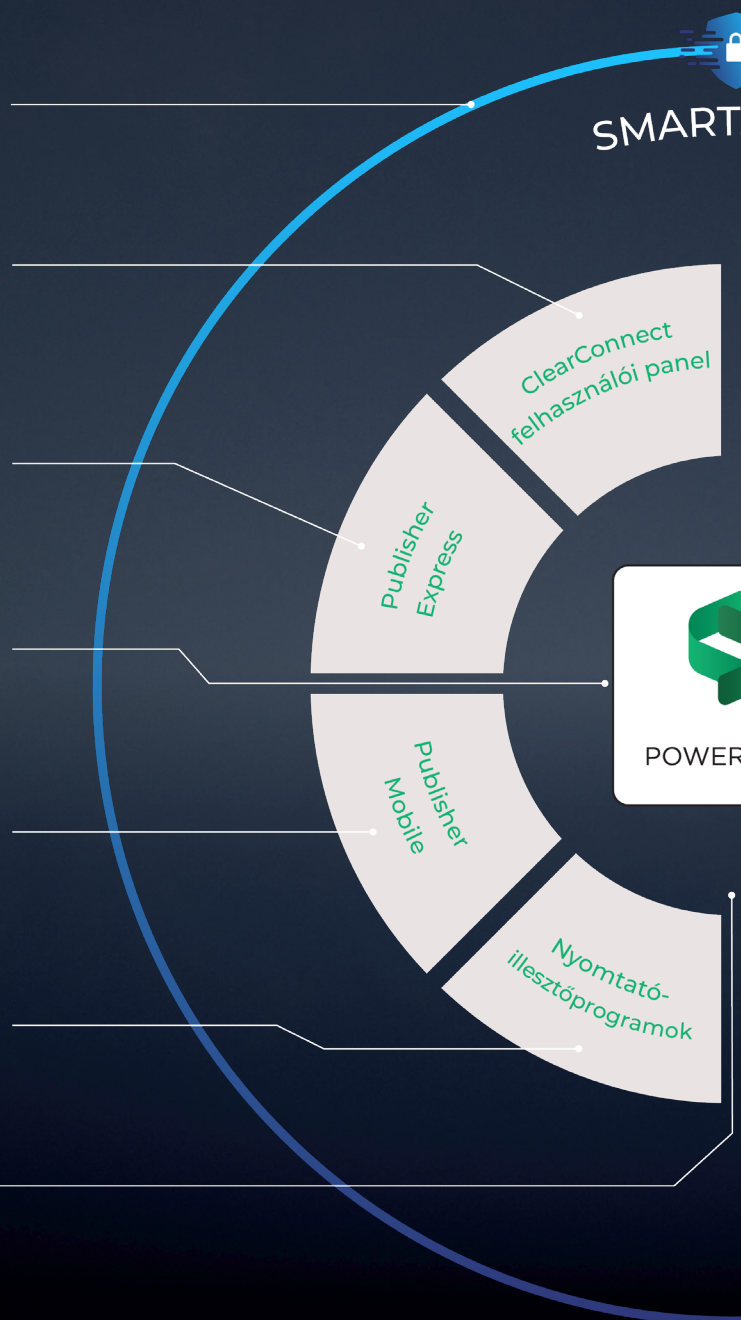 SMART
ClearConnect
felhasználói panel
Publisher
Express
POWER
Publisher
Mobile
Nyomtató-
illesztőprogramok